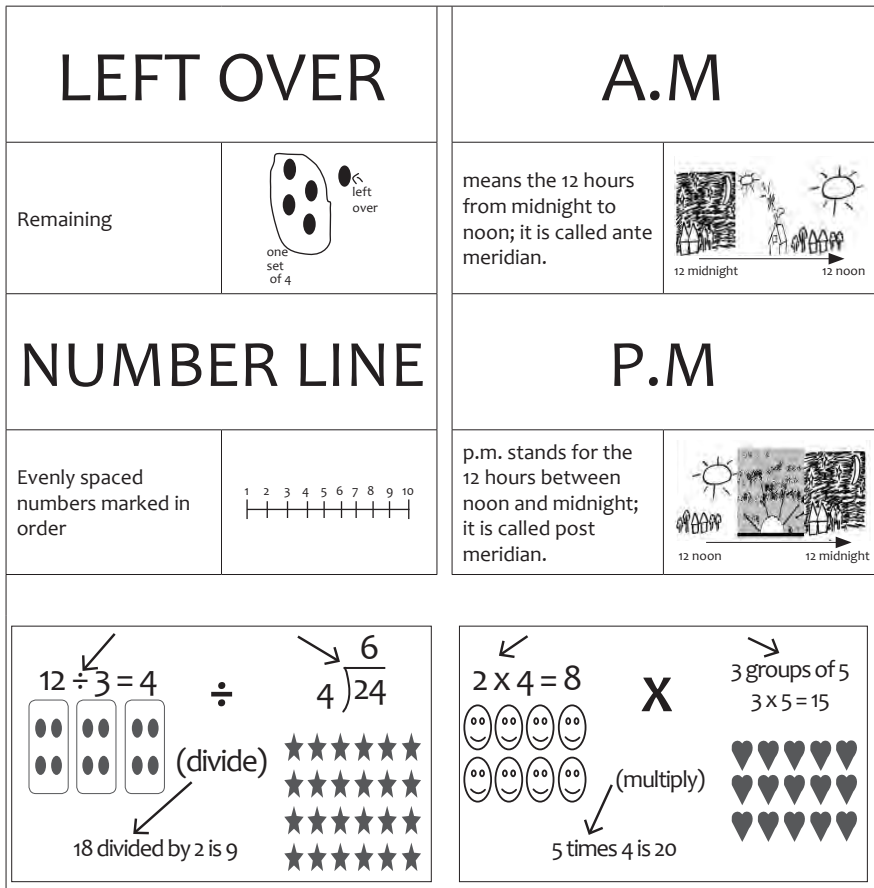 LEFT OVER
Remaining
left
over
one
set
of 4
A.M
means the 12 hours
from midnight to
noon; it is called ante
meridian.
12 midnight
12 noon
NUMBER LINE
Evenly spaced
numbers marked in
order
1 2 3 4 5 6 7 8 9 10
P.M
p.m. stands for the
12 hours between
noon and midnight;
it is called post
meridian.
12 noon
12 midnight
12 ÷ 3 = 4
÷
6
4 )24
(divide)
18 divided by 2 is 9
2 x 4 = 8
X
3 groups of 5
3 x 5 = 15
(multiply)
5 times 4 is 20